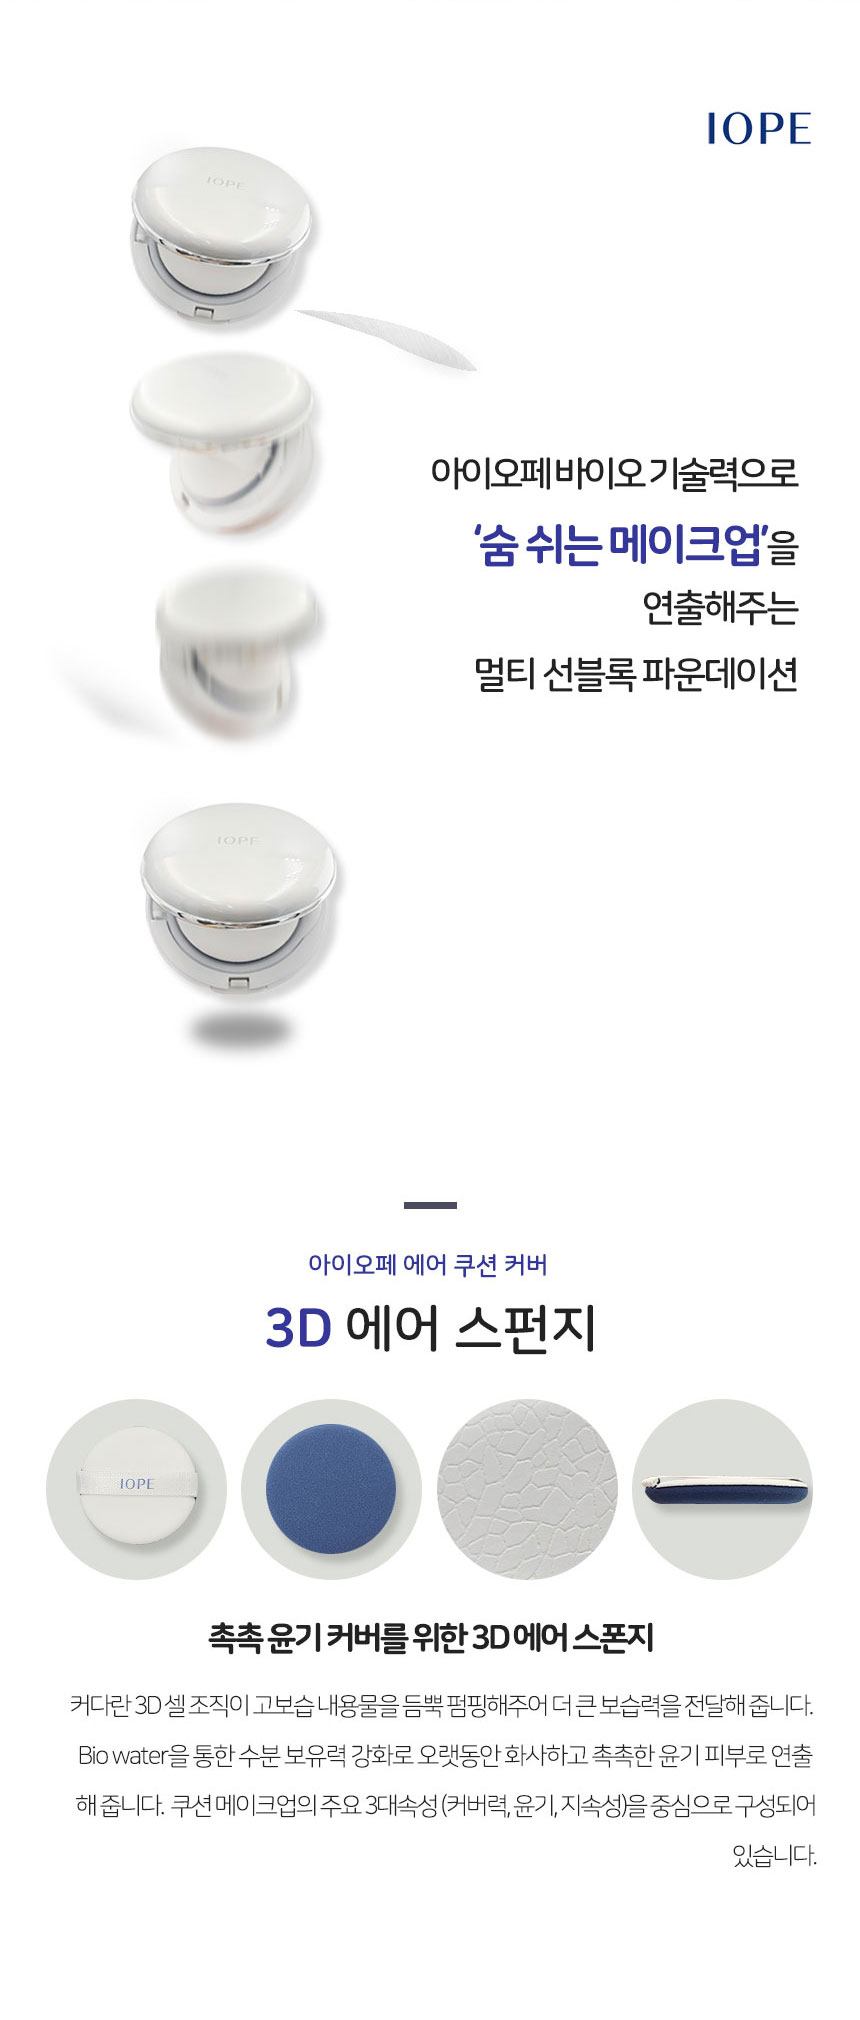 IOPE
IOPE
아이오페 바이오 기술력으로
‘숨 쉬는 메이크업’을
연출해주는
멀티 선블록 파운데이션
IOPE
아이오페 에어 쿠션 커버
3D 에어 스펀지
IOPE
촉촉 윤기 커버를 위한 3D 에어 스폰지
커다란 3D 셀 조직이 고보습 내용물을 듬뿍 펌핑해주어 더 큰 보습력을 전달해 줍니다.
Bio water을 통한 수분 보유력 강화로 오랫동안 화사하고 촉촉한 윤기 피부로 연출
해 줍니다. 쿠션 메이크업의 주요 3대속성 (커버력, 윤기, 지속성)을 중심으로 구성되어
있습니다.